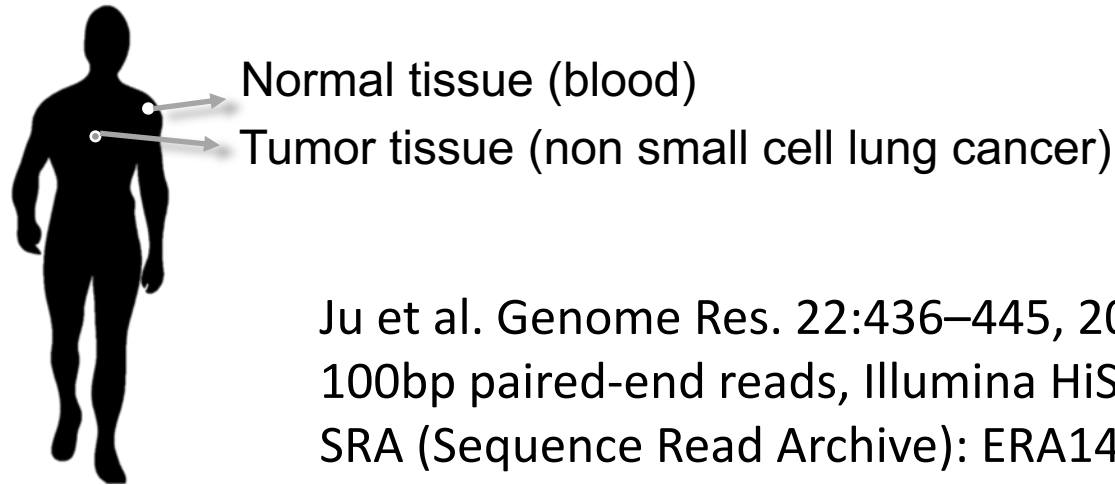 Normal tissue (blood)
Tumor tissue (non small cell lung cancer)
Ju et al. Genome Res. 22:436–445,
100bp paired-end reads, Illumina
SRA (Sequence Read Archive):